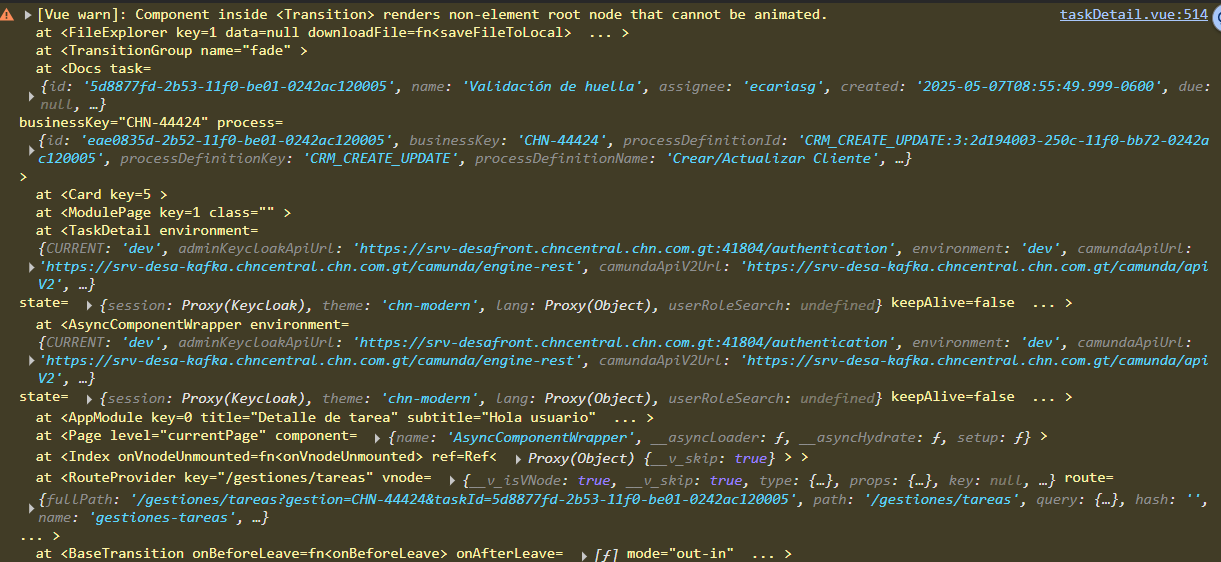 [Vue warn]: Component inside <Transition> renders non-element root node that cannot be animated. taskDetail.vue:514
at <FileExplorer key=1 data=null downloadFile=fn<saveFileToLocal> ... >
at <TransitionGroup name="fade" >
at <Docs task=
{id: '5d8877fd-2b53-11f0-be01-0242ac120005', name: 'Validación de huella', assignee: 'ecariasg', created: '2025-05-07T08:55:49.999-0600', due:
null, …}
businessKey="CHN-44424" process=
{id: 'eae0835d-2b52-11f0-be01-0242ac120005', businessKey: 'CHN-44424', processDefinitionId: 'CRM_CREATE_UPDATE:3:2d194003-250c-11f0-bb72-0242a
c120005', processDefinitionKey: 'CRM_CREATE_UPDATE', processDefinitionName: 'Crear/Actualizar Cliente', …}
>
at <Card key=5 >
at <ModulePage key=1 class="" >
at <TaskDetail environment=
{CURRENT: 'dev', adminKeycloakApiUrl: 'https://srv-desafront.chncentral.chn.com.gt:41804/authentication', environment: 'dev', camundaApiUrl:
'https://srv-desa-kafka.chncentral.chn.com.gt/camunda/engine-rest', camundaApiV2Url: 'https://srv-desa-kafka.chncentral.chn.com.gt/camunda/api
V2', …}
state= {session: Proxy(Keycloak), theme: 'chn-modern', lang: Proxy(Object), userRoleSearch: undefined} keepAlive=false ... >
at <AsyncComponentWrapper environment=
{CURRENT: 'dev', adminKeycloakApiUrl: 'https://srv-desafront.chncentral.chn.com.gt:41804/authentication', environment: 'dev', camundaApiUrl:
'https://srv-desa-kafka.chncentral.chn.com.gt/camunda/engine-rest', camundaApiV2Url: 'https://srv-desa-kafka.chncentral.chn.com.gt/camunda/api
V2', …}
state= {session: Proxy(Keycloak), theme: 'chn-modern', lang: Proxy(Object), userRoleSearch: undefined} keepAlive=false ... >
at <AppModule key=0 title="Detalle de tarea" subtitle="Hola usuario" ... >
at <Page level="currentPage" component= {name: 'AsyncComponentWrapper', __asyncLoader: ƒ, __asyncHydrate: ƒ, setup: ƒ} >
at <Index onVnodeUnmounted=fn<onVnodeUnmounted> ref=Ref< Proxy(Object) {__v_skip: true} > >
at <RouteProvider key="/gestiones/tareas" vnode= {__v_isVNode: true, __v_skip: true, type: {…}, props: {…}, key: null, …} route=
{fullPath: '/gestiones/tareas?gestion=CHN-44424&taskId=5d8877fd-2b53-11f0-be01-0242ac120005', path: '/gestiones/tareas', query: {…}, hash: '',
name: 'gestiones-tareas', …}
... >
at <BaseTransition onBeforeLeave=fn<onBeforeLeave> onAfterLeave= [ƒ] mode="out-in" ... >